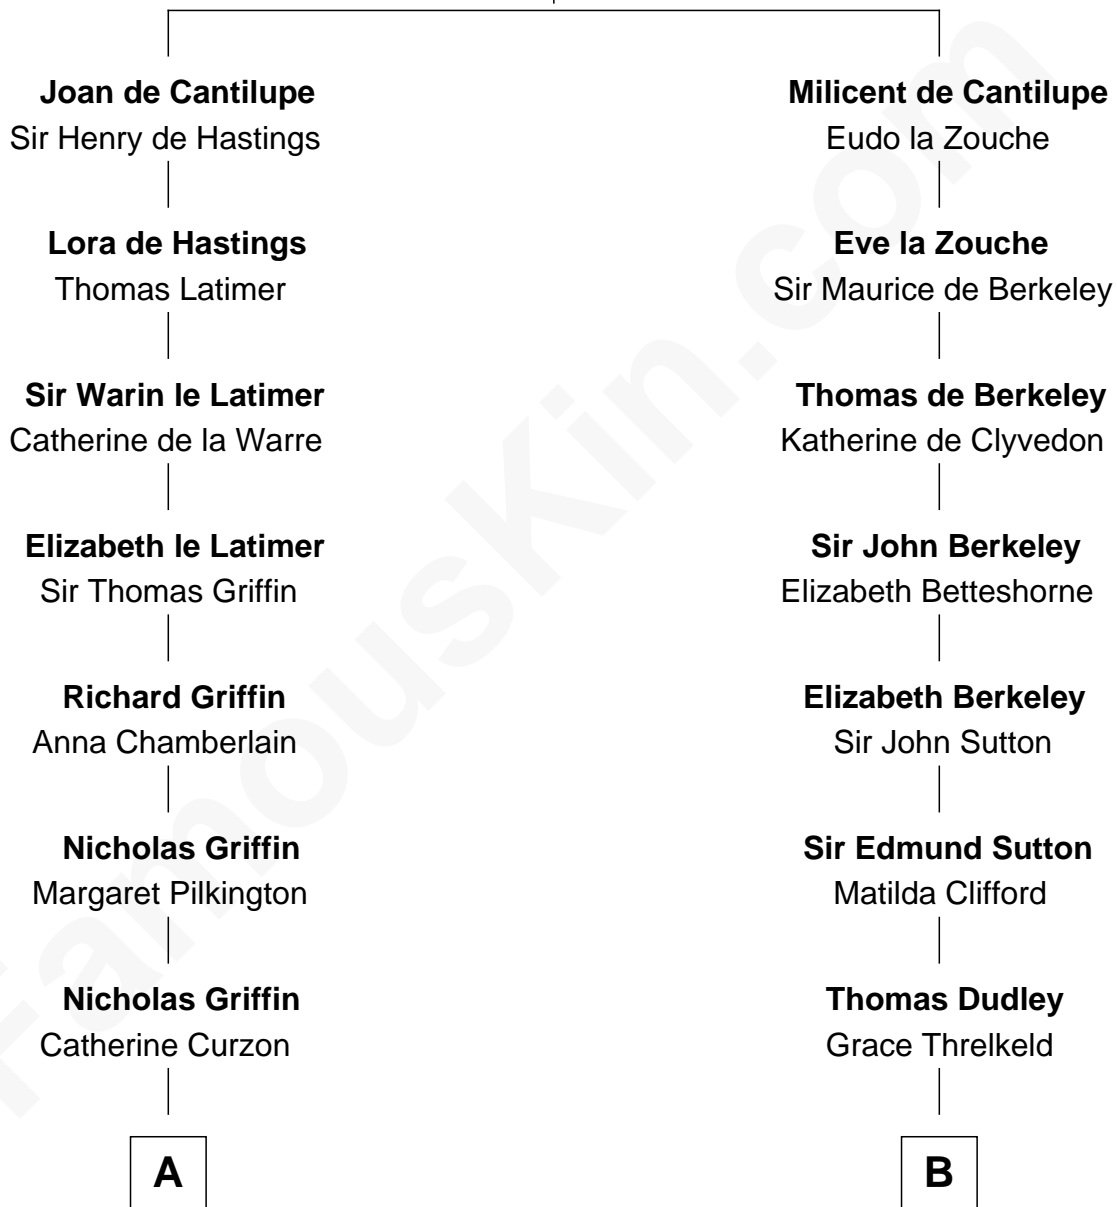 Joan de Cantilupe
Sir Henry de Hastings
Lora de Hastings
Thomas Latimer
Sir Warin le Latimer
Catherine de la Warre
Elizabeth le Latimer
Sir Thomas Griffin
Richard Griffin
Anna Chamberlain
Nicholas Griffin
Margaret Pilkington
Nicholas Griffin
Catherine Curzon
A
Milicent de Cantilupe
Eudo la Zouche
Eve la Zouche
Sir Maurice de Berkeley
Thomas de Berkeley
Katherine de Clyvedon
Sir John Berkeley
Elizabeth Betteshorne
Elizabeth Berkeley
Sir John Sutton
Sir Edmund Sutton
Matilda Clifford
Thomas Dudley
Grace Threlkeld
B
FamousKin.com